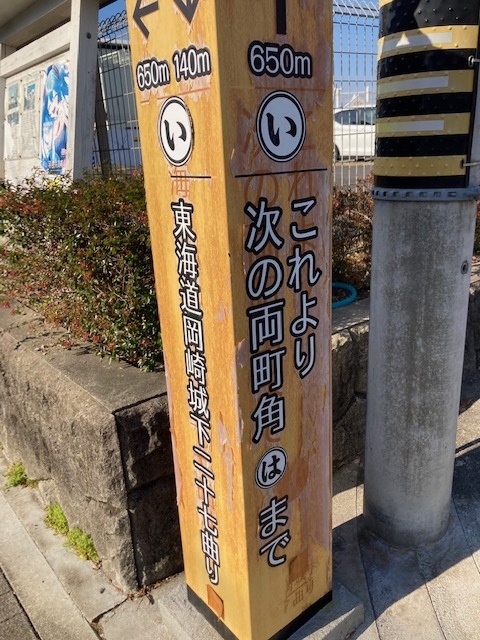 650m 140m
い
東海道岡崎城下二十七曲り
650m
い
これより
次の両町角はまで